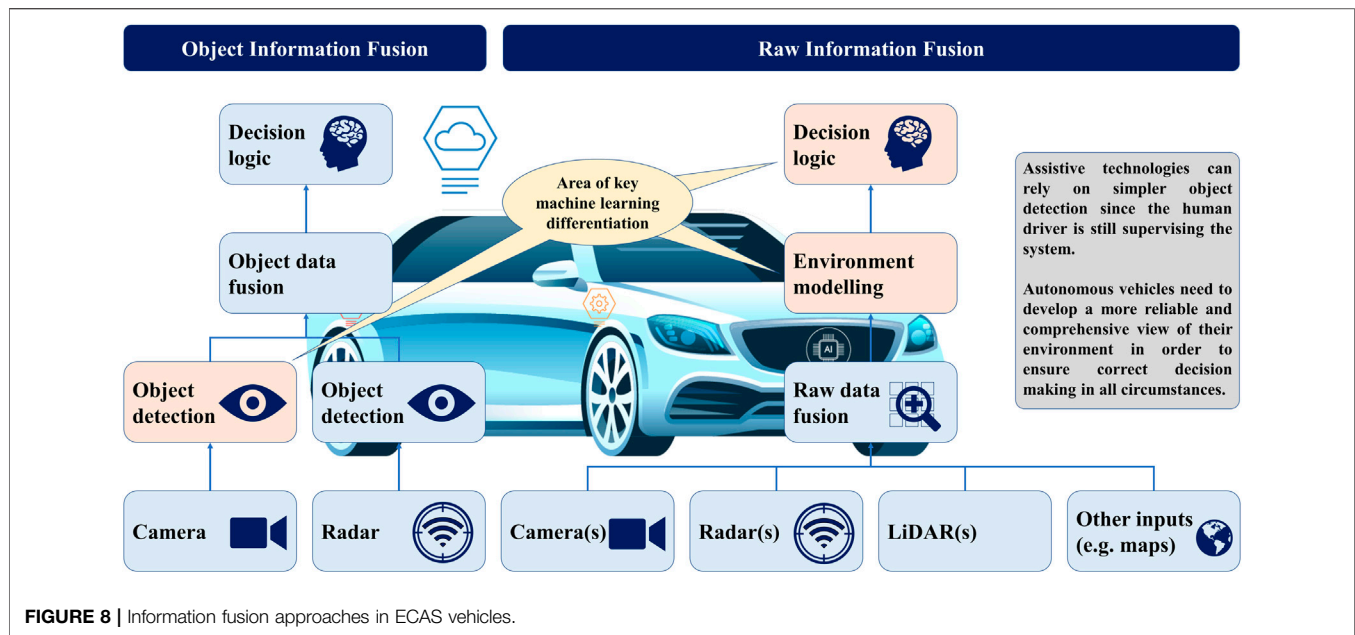 Object Information Fusion
Raw Information Fusion
Decision
logic
Decision
logic
Area of key
machine learning
differentiation
Assistive technologies can
rely on simpler object
detection since the human
driver is still supervising the
system.
Autonomous vehicles need to
develop a more reliable and
comprehensive view of their
environment in order to
ensure correct decision
making in all circumstances.
Object data
fusion
Environment
modelling
AI
Object
detection
Object
detection
Raw data
fusion
Camera
Radar
Camera(s)
Radar(s)
LiDAR(s)
Other inputs
(e.g. maps)
FIGURE 8 | Information fusion approaches in ECAS vehicles.